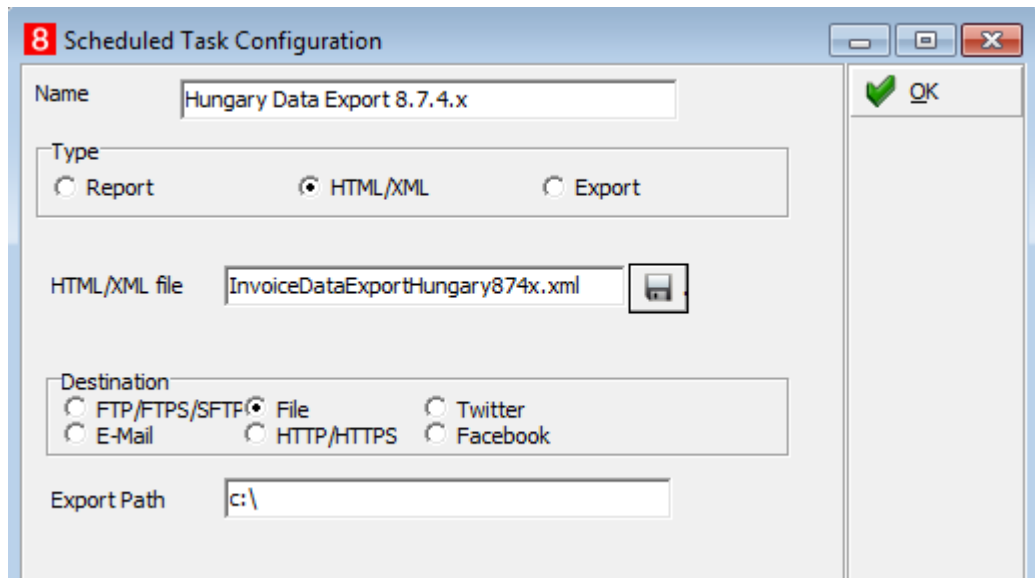 8 Scheduled Task Configuration
Name Hungary Data Export 8.7.4.x
OK
Type
Report HTML/XML Export
HTML/XML file InvoiceDataExportHungary874x.xml
Destination
FTP/FTPS/SFTP File Twitter
E-Mail HTTP/HTTPS Facebook
Export Path c:\